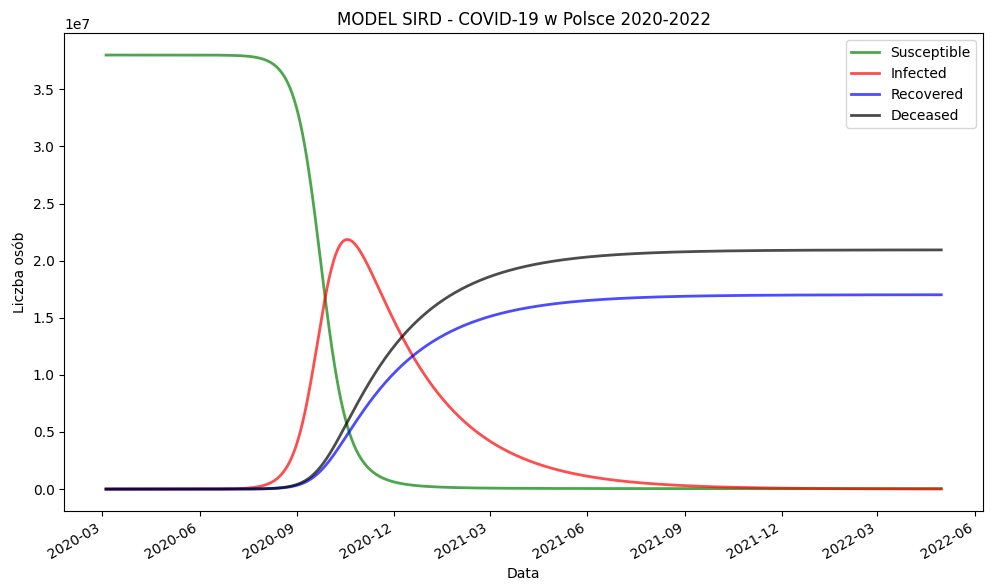 MODEL SIRD - COVID-19 w Polsce 2020-2022
1e7
Susceptible
Infected
Recovered
Deceased
3.5
3.0
2.5
2.0
1.5
1.0
0.5
0.0
Liczba osób
2020-03
2020-06
2020-09
2020-12
2021-03
2021-06
2021-09
2021-12
2022-03
2022-06
Data